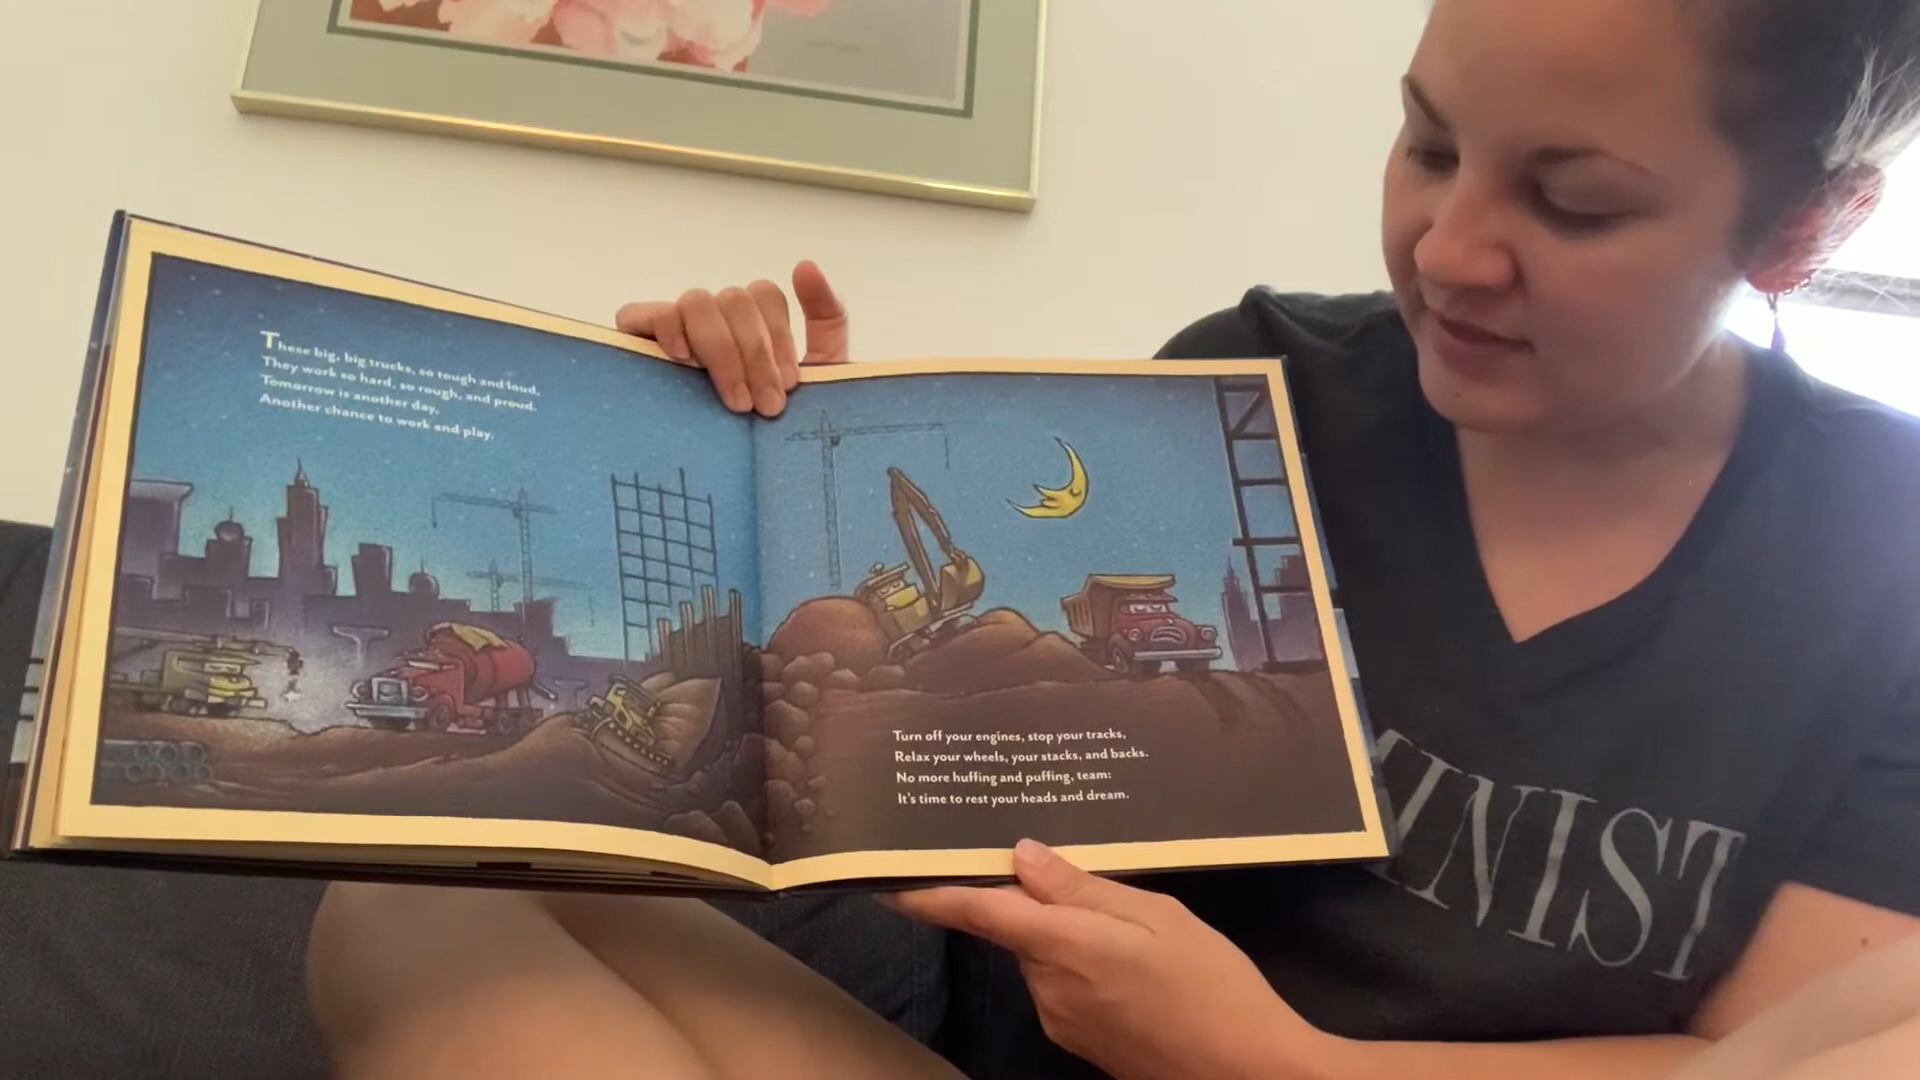 These big, big trucks, so tough and loud,
They work so hard, so rough, and proud.
Tomorrow is another day,
Another chance to work and play.
Turn off your engines, stop your tracks,
Relax your wheels, your stacks, and backs.
No more huffing and puffing, team:
It's time to rest your heads and dream.